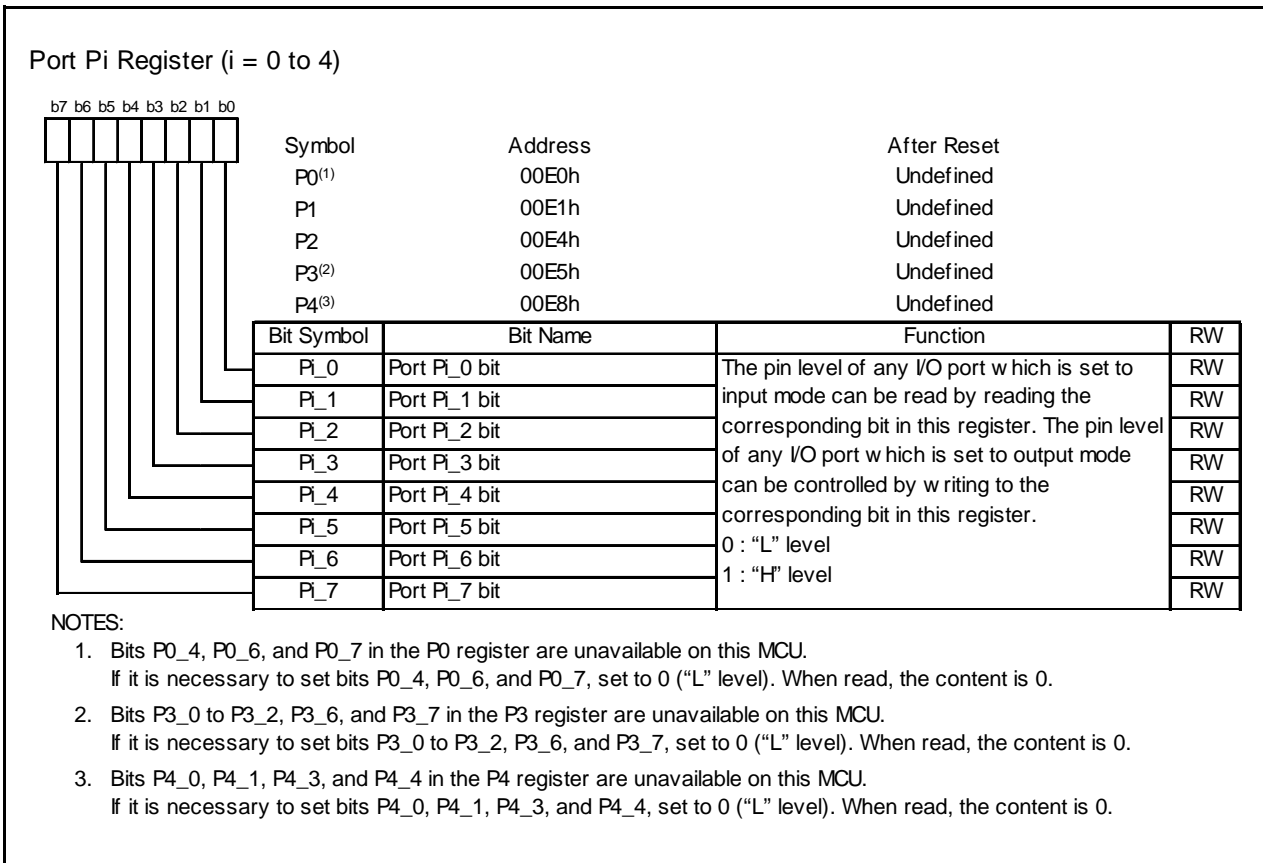 Port Pi Register (i = 0 to 4)
b7 b6 b5 b4 b3 b2 b1 b0
Symbol Address After Reset
P0(1) 00E0h Undefined
P1 00E1h Undefined
P2 00E4h Undefined
P3(2) 00E5h Undefined
P4(3) 00E8h Undefined
Bit Symbol Bit Name Function RW
Pi_0 Port Pi_0 bit The pin level of any I/O port which is set to RW
Pi_1 Port Pi_1 bit input mode can be read by reading the RW
Pi_2 Port Pi_2 bit corresponding bit in this register. The pin level RW
Pi_3 Port Pi_3 bit of any I/O port which is set to output mode RW
Pi_4 Port Pi_4 bit can be controlled by writing to the RW
Pi_5 Port Pi_5 bit corresponding bit in this register. RW
Pi_6 Port Pi_6 bit 0 : “L” level RW
Pi_7 Port Pi_7 bit 1 : “H” level RW
NOTES:
1. Bits P0_4, P0_6, and P0_7 in the P0 register are unavailable on this MCU.
If it is necessary to set bits P0_4, P0_6, and P0_7, set to 0 (“L” level). When read, the content is 0.
2. Bits P3_0 to P3_2, P3_6, and P3_7 in the P3 register are unavailable on this MCU.
If it is necessary to set bits P3_0 to P3_2, P3_6, and P3_7, set to 0 (“L” level). When read, the content is 0.
3. Bits P4_0, P4_1, P4_3, and P4_4 in the P4 register are unavailable on this MCU.
If it is necessary to set bits P4_0, P4_1, P4_3, and P4_4, set to 0 (“L” level). When read, the content is 0.